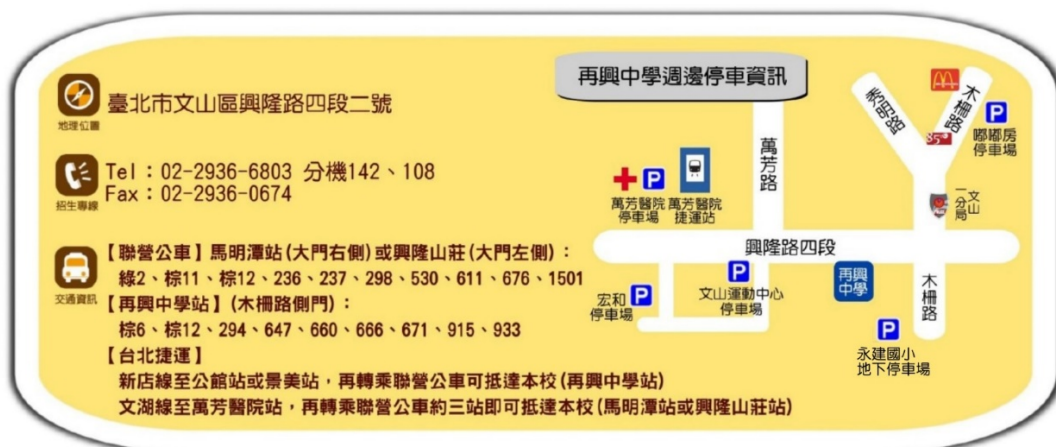 再興中學週邊停車資訊
地理位置
臺北市文山區興隆路四段二號
招生專線
Tel：02-2936-6803 分機142、108
Fax：02-2936-0674
交通資訊
【聯營公車】馬明潭站(大門右側)或興隆山莊(大門左側)：
綠2、棕11、棕12、236、237、298、530、611、676、1501
【再興中學站】(木柵路側門)：
棕6、棕12、294、647、660、666、671、915、933
【台北捷運】
新店線至公館站或景美站，再轉乘聯營公車可抵達本校(再興中學站)
文湖線至萬芳醫院站，再轉乘聯營公車約三站即可抵達本校(馬明潭站或興隆山莊站)
萬芳路
秀明路
木柵路
P
嘟嘟房
停車場
85°
P
萬芳醫院
停車場
萬芳醫院
捷運站
文山
一分局
興隆路四段
P
宏和
停車場
P
文山運動中心
停車場
再興
中學
木柵路
P
永建國小
地下停車場